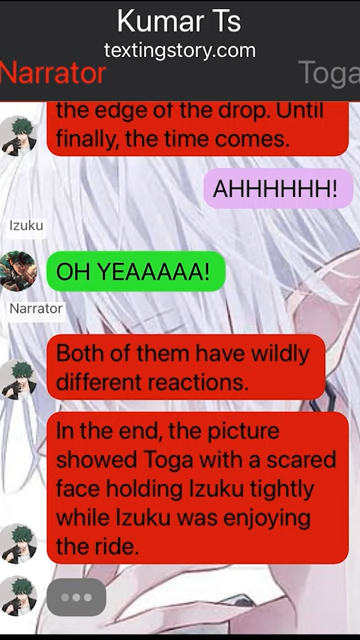 Kumar Ts
textingstory.com
Narrator
Toga
the edge of the drop. Until
finally, the time comes.
AHHHHHH!
Izuku
OH YEAAAAA!
Narrator
Both of them have wildly
different reactions.
In the end, the picture
showed Toga with a scared
face holding Izuku tightly
while Izuku was enjoying
the ride.